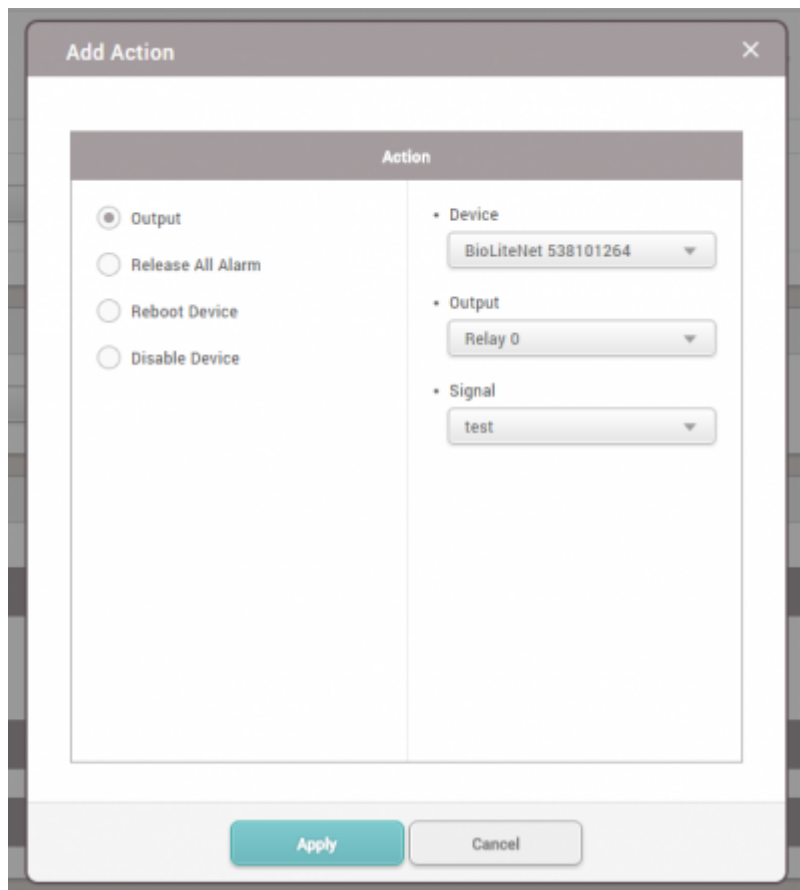 Add Action
Action
Output
Release All Alarm
Reboot Device
Disable Device
Device
BioLiteNet 538101264
Output
Relay 0
Signal
test
Apply
Cancel